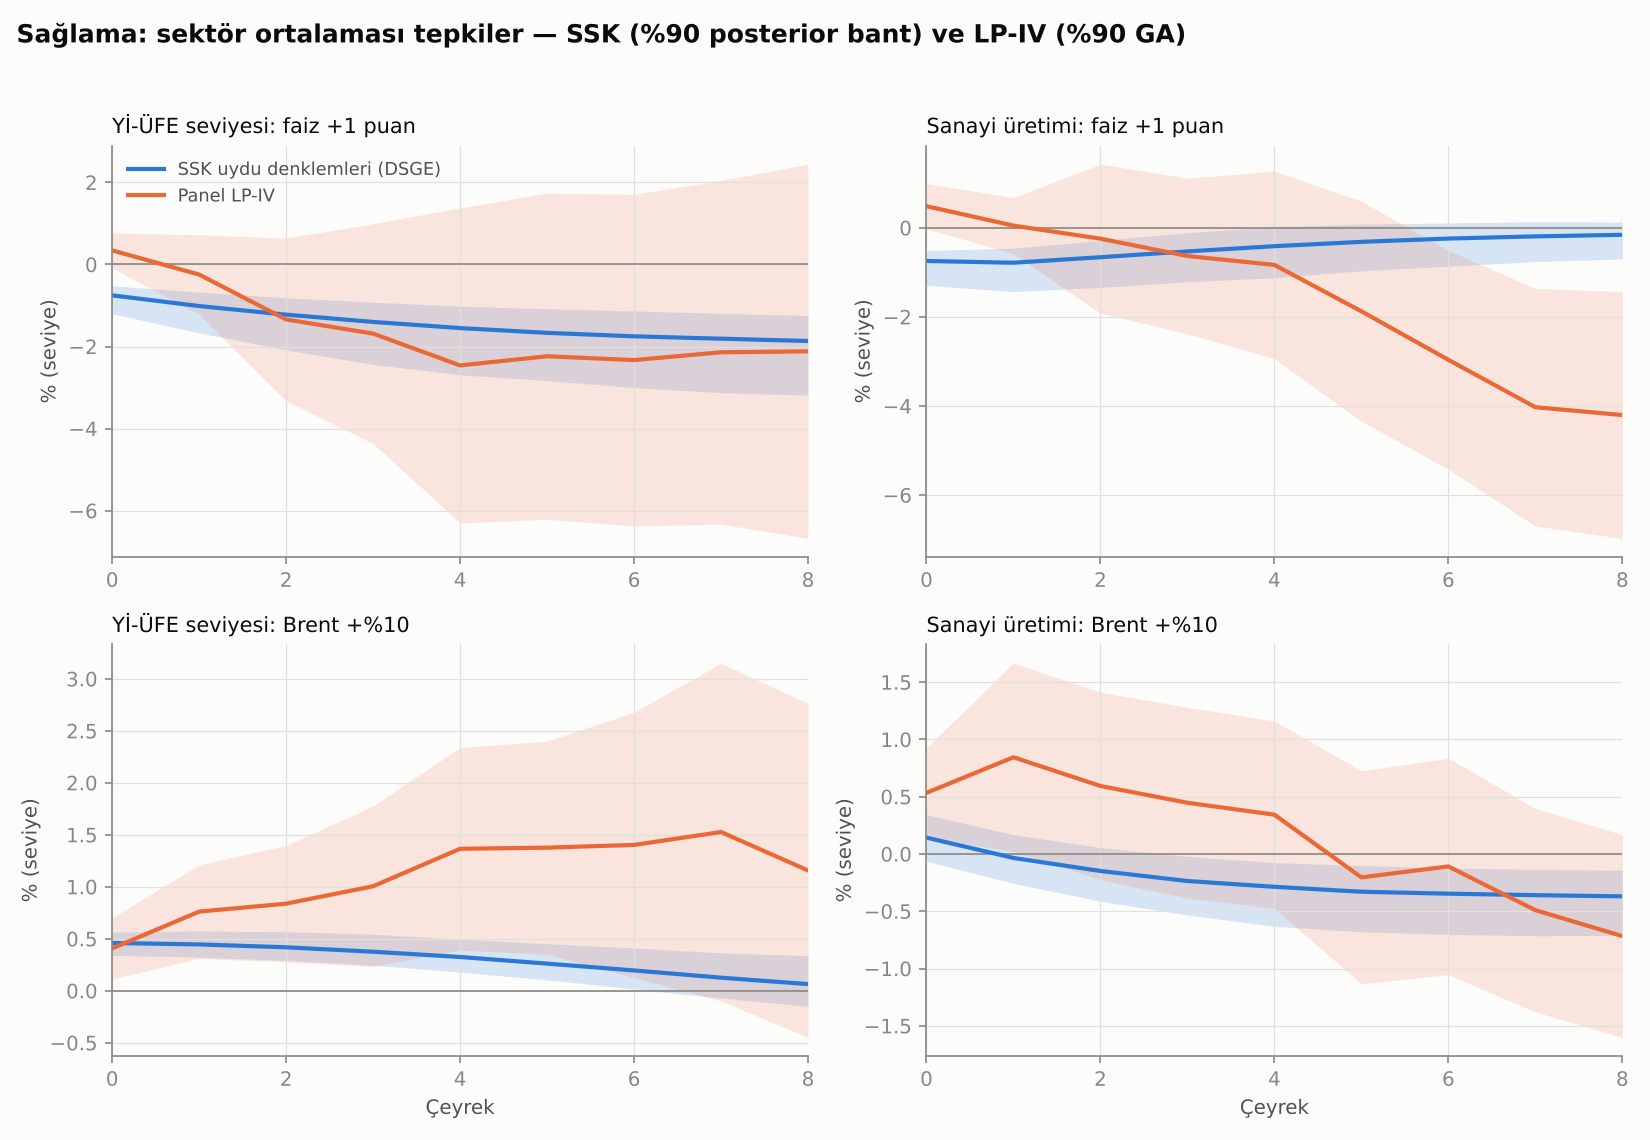 Sağlama: sektör ortalaması tepkiler — SSK (%90 posterior bant) ve LP-IV (%90 GA)
Yİ-ÜFE seviyesi: faiz +1 puan
SSK uydu denklemleri (DSGE)
Panel LP-IV
2
0
−2
−4
−6
% (seviye)
0 2 4 6 8
Sanayi üretimi: faiz +1 puan
0
−2
−4
−6
% (seviye)
0 2 4 6 8
Yİ-ÜFE seviyesi: Brent +%10
3.0
2.5
2.0
1.5
1.0
0.5
0.0
−0.5
% (seviye)
0 2 4 6 8
Çeyrek
Sanayi üretimi: Brent +%10
1.5
1.0
0.5
0.0
−0.5
−1.0
−1.5
% (seviye)
0 2 4 6 8
Çeyrek